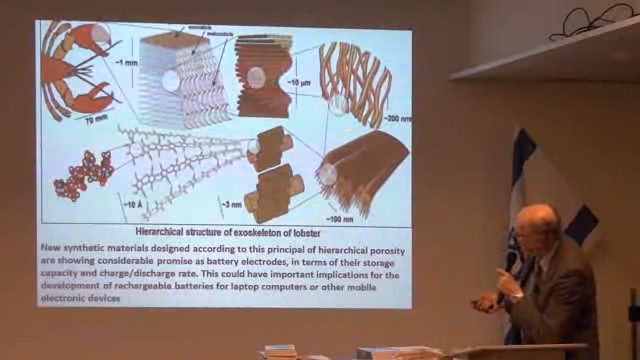 exocuticle
endocuticle
~1 mm
~10 µm
70 mm
~200 nm
~10 Å
~3 nm
~100 nm
Hierarchical structure of exoskeleton of lobster
New synthetic materials designed according to this principal of hierarchical porosity
are showing considerable promise as battery electrodes, in terms of their storage
capacity and charge/discharge rate. This could have important implications for the
development of rechargeable batteries for laptop computers or other mobile
electronic devices